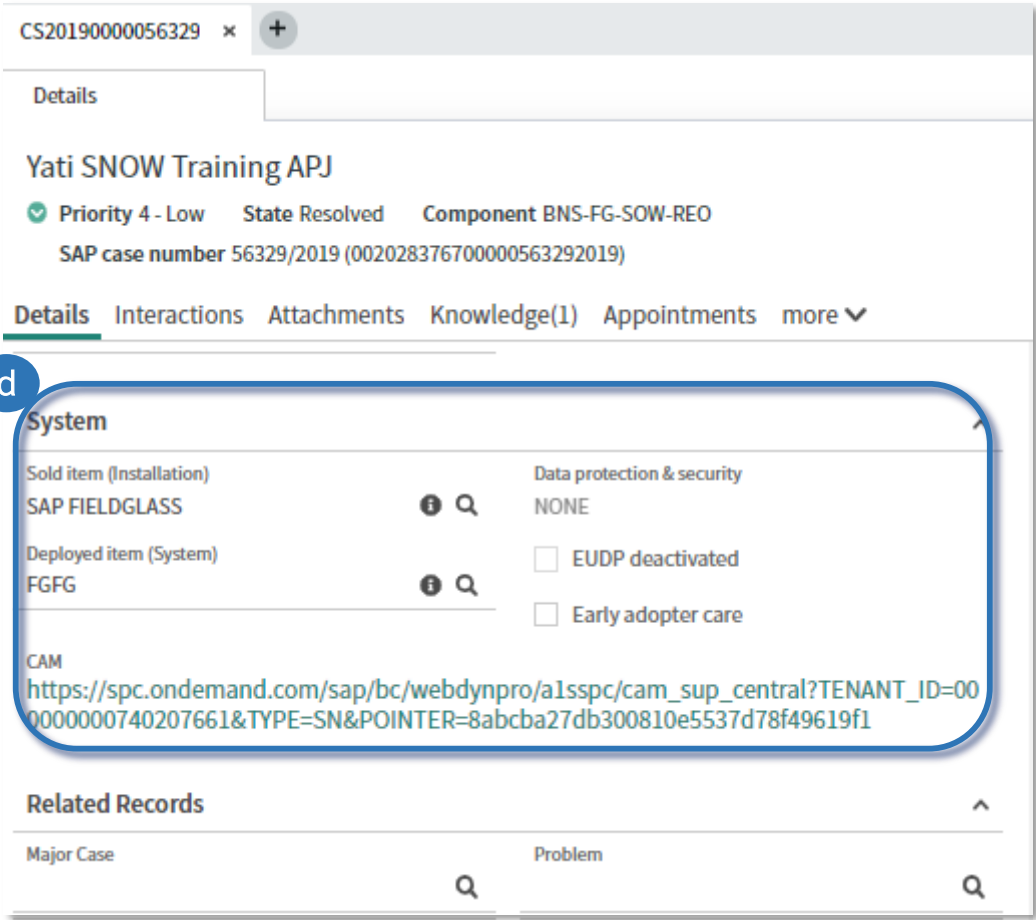 CS20190000056329 × +
Details
Yati SNOW Training APJ
Priority 4 - Low State Resolved Component BNS-FG-SOW-REO
SAP case number 56329/2019 (002028376700000563292019)
Details Interactions Attachments Knowledge(1) Appointments more
d
System
Sold item (Installation) Data protection & security
SAP FIELDGLASS NONE
Deployed item (System) EUDP deactivated
FGFG
Early adopter care
CAM
https://spc.ondemand.com/sap/bc/webdynpro/a1sspc/cam_sup_central?TENANT_ID=00
0000000740207661&TYPE=SN&POINTER=8abcba27db300810e5537d78f49619f1
Related Records
Major Case Problem